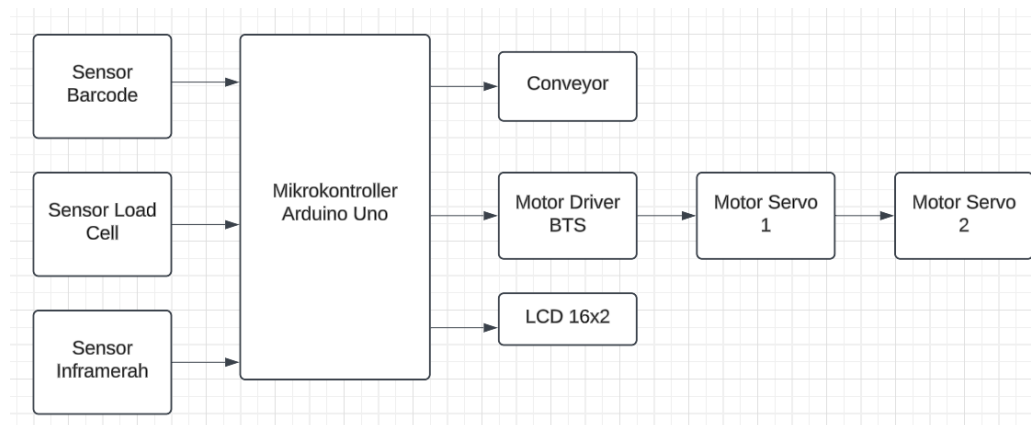 Sensor
Barcode
Sensor Load
Cell
Sensor
Inframerah
Mikrokontroller
Arduino Uno
Conveyor
Motor Driver
BTS
Motor Servo
1
Motor Servo
2
LCD 16x2